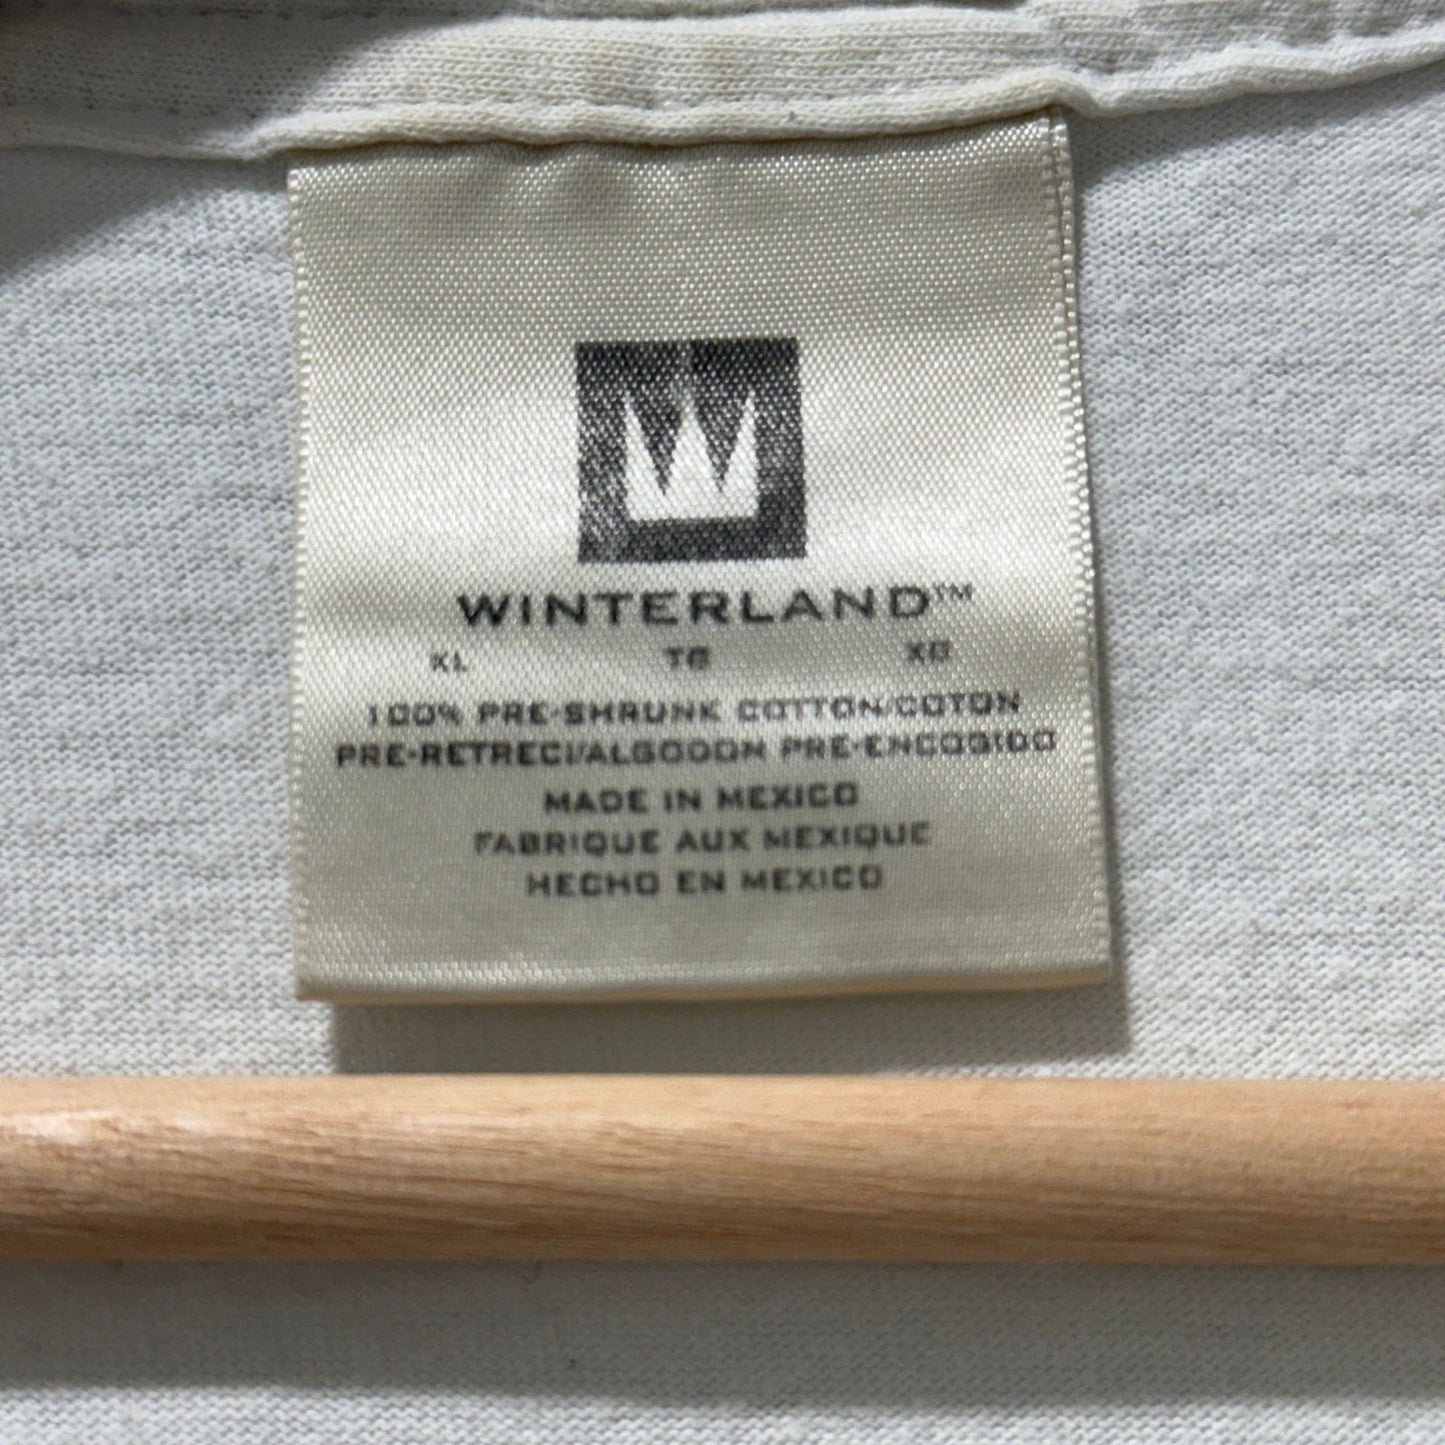 W
WINTERLAND™
XL TG XG
100% PRE-SHRUNK COTTON/COTON
PRE-RETRECI/ALGODON PRE-ENCOGIDO
MADE IN MEXICO
FABRIQUE AUX MEXIQUE
HECHO EN MEXICO